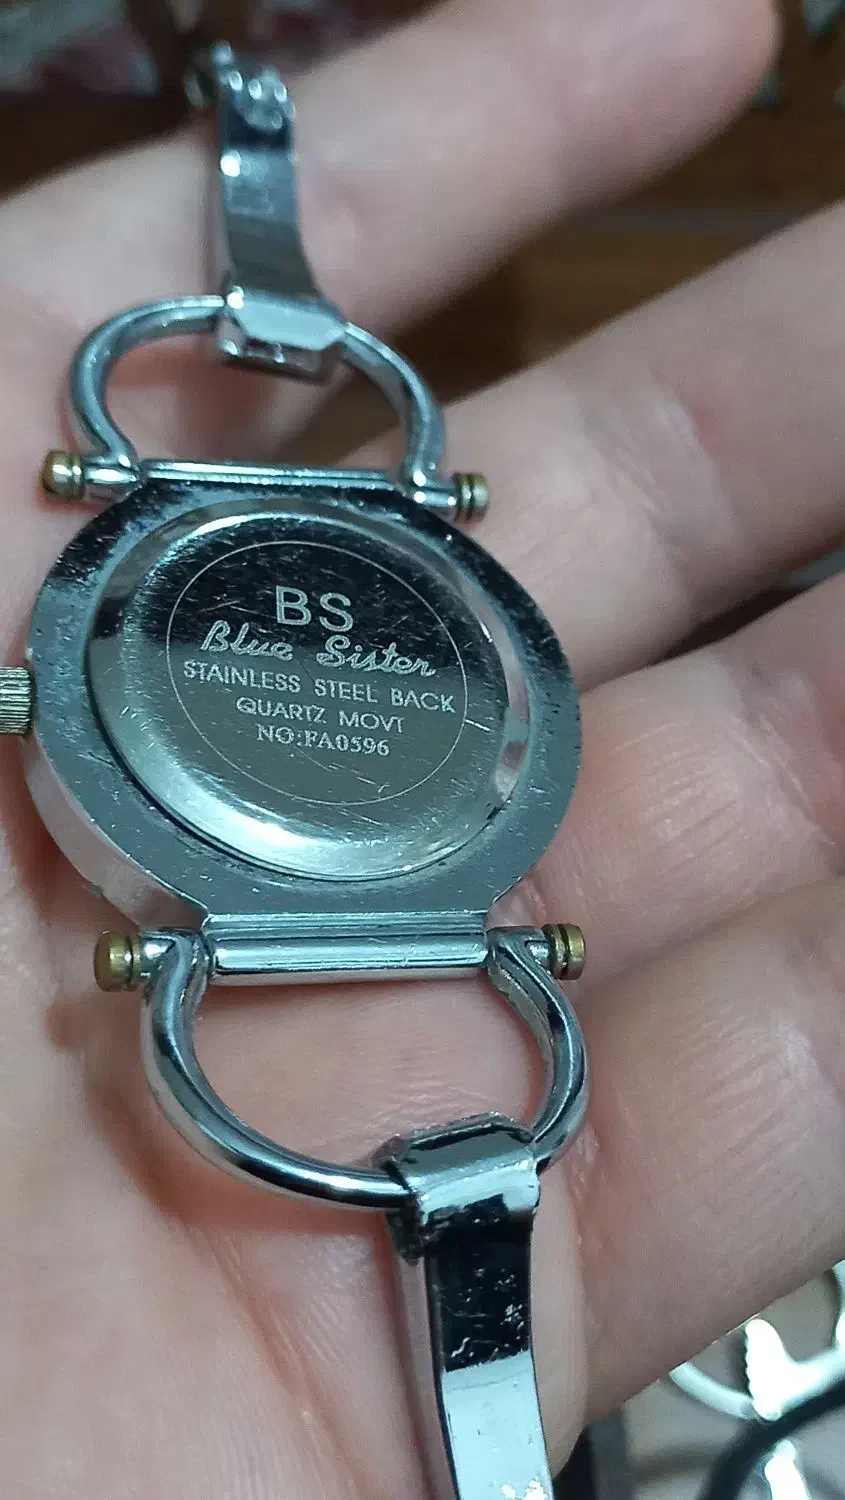 BS
Blue Sister
STAINLESS STEEL BACK
QUARTZ MOVT
NO:FA0596